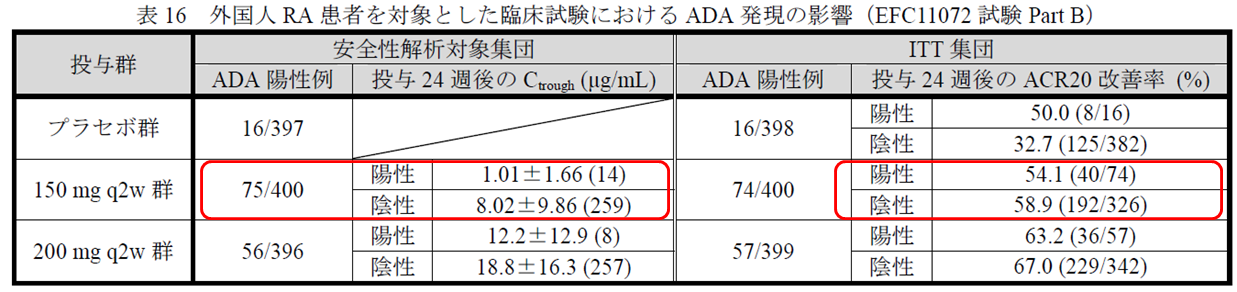 表 16 外国人 RA 患者を対象とした臨床試験における ADA 発現の影響（EFC11072 試験 Part B）
投与群 安全性解析対象集団 ITT 集団
ADA 陽性例 投与 24 週後の Ctrough (μg/mL) ADA 陽性例 投与 24 週後の ACR20 改善率 (%)
プラセボ群 16/397 16/398 陽性 50.0 (8/16)
陰性 32.7 (125/382)
150 mg q2w 群 75/400 陽性 1.01±1.66 (14) 74/400 陽性 54.1 (40/74)
陰性 8.02±9.86 (259) 陰性 58.9 (192/326)
200 mg q2w 群 56/396 陽性 12.2±12.9 (8) 57/399 陽性 63.2 (36/57)
陰性 18.8±16.3 (257) 陰性 67.0 (229/342)